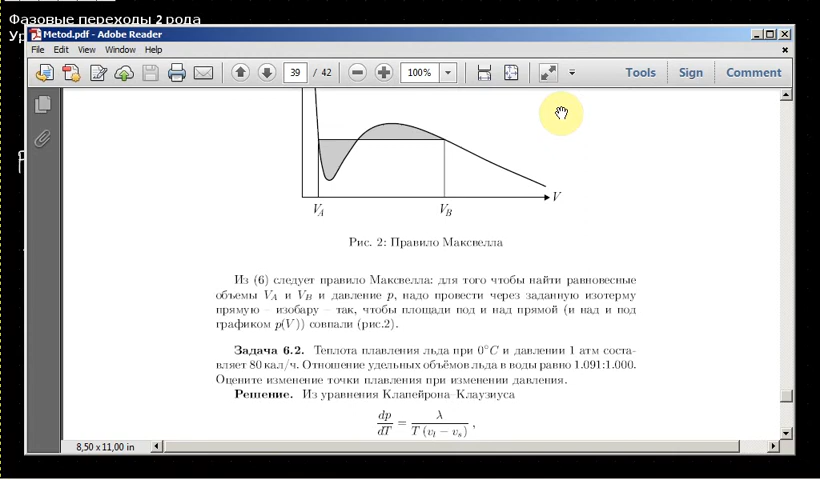 Фазовые переходы 2 рода
Ур
Metod.pdf - Adobe Reader
File Edit View Window Help
39 / 42 100% Tools Sign Comment
V
V_A V_B
Рис. 2: Правило Максвелла
Из (6) следует правило Максвелла: для того чтобы найти равновесные
объемы V_A и V_B и давление p, надо провести через заданную изотерму
прямую – изобару – так, чтобы площади под и над прямой (и над и под
графиком p(V)) совпали (рис.2).
Задача 6.2. Теплота плавления льда при 0°C и давлении 1 атм соста-
вляет 80 кал/ч. Отношение удельных объёмов льда в воды равно 1.091:1.000.
Оцените изменение точки плавления при изменении давления.
Решение. Из уравнения Клапейрона–Клаузиуса
dp/dT = λ / T (v_l − v_s) ,
8,50 x 11,00 in